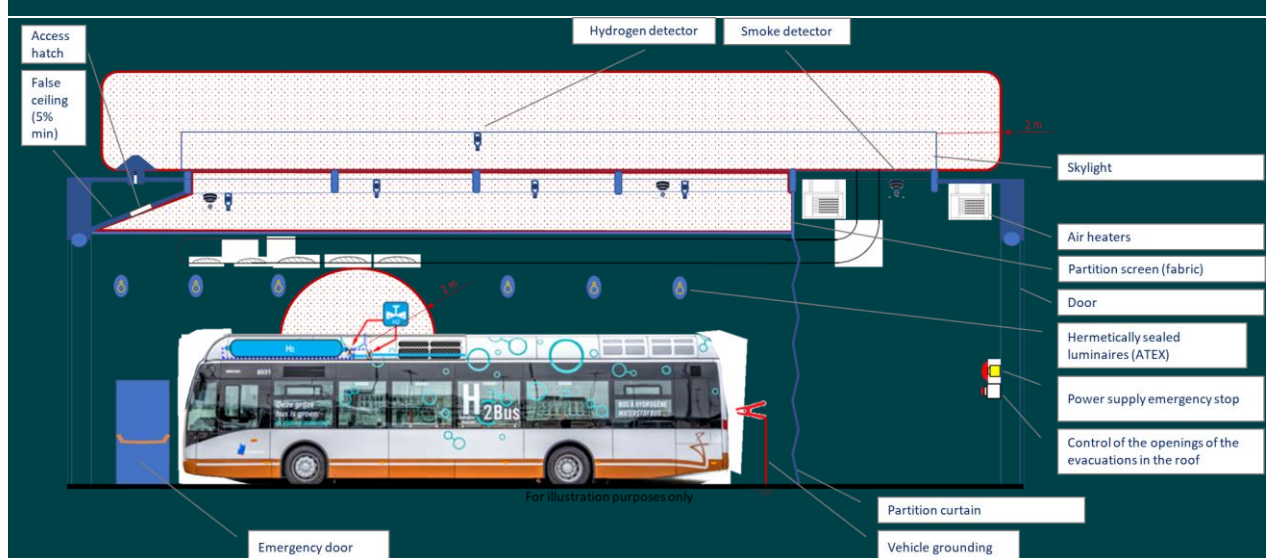 Access
hatch
Hydrogen detector
Smoke detector
False
ceiling
(5%
min)
2 m
Skylight
Air heaters
Partition screen (fabric)
Door
2 m
Hermetically sealed
luminaires (ATEX)
H2
Deze grijze
bus is groen.
H2Bus
BUS À HYDROGÈNE
WATERSTOFBUS
Power supply emergency stop
Control of the openings of the
evacuations in the roof
For illustration purposes only
Partition curtain
Emergency door
Vehicle grounding